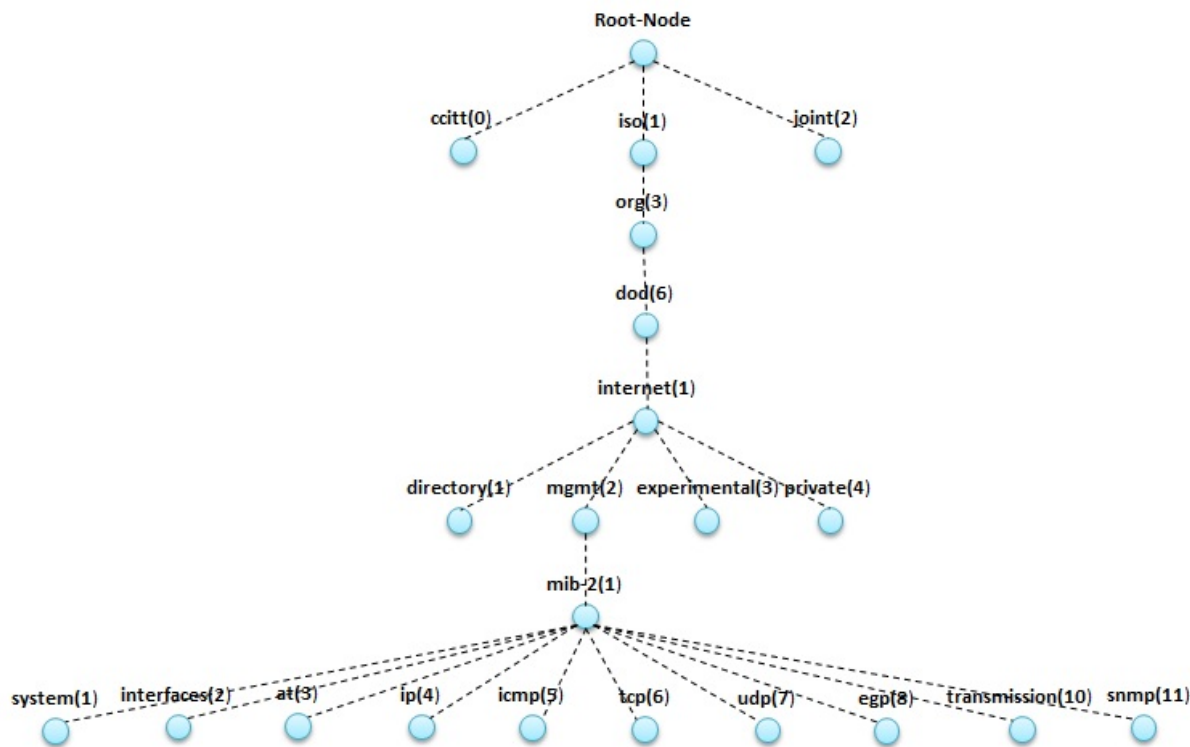 Root-Node
ccitt(0) iso(1) joint(2)
org(3)
dod(6)
internet(1)
directory(1) mgmt(2) experimental(3) private(4)
mib-2(1)
system(1) interfaces(2) at(3) ip(4) icmp(5) tcp(6) udp(7) egp(8) transmission(10) snmp(11)